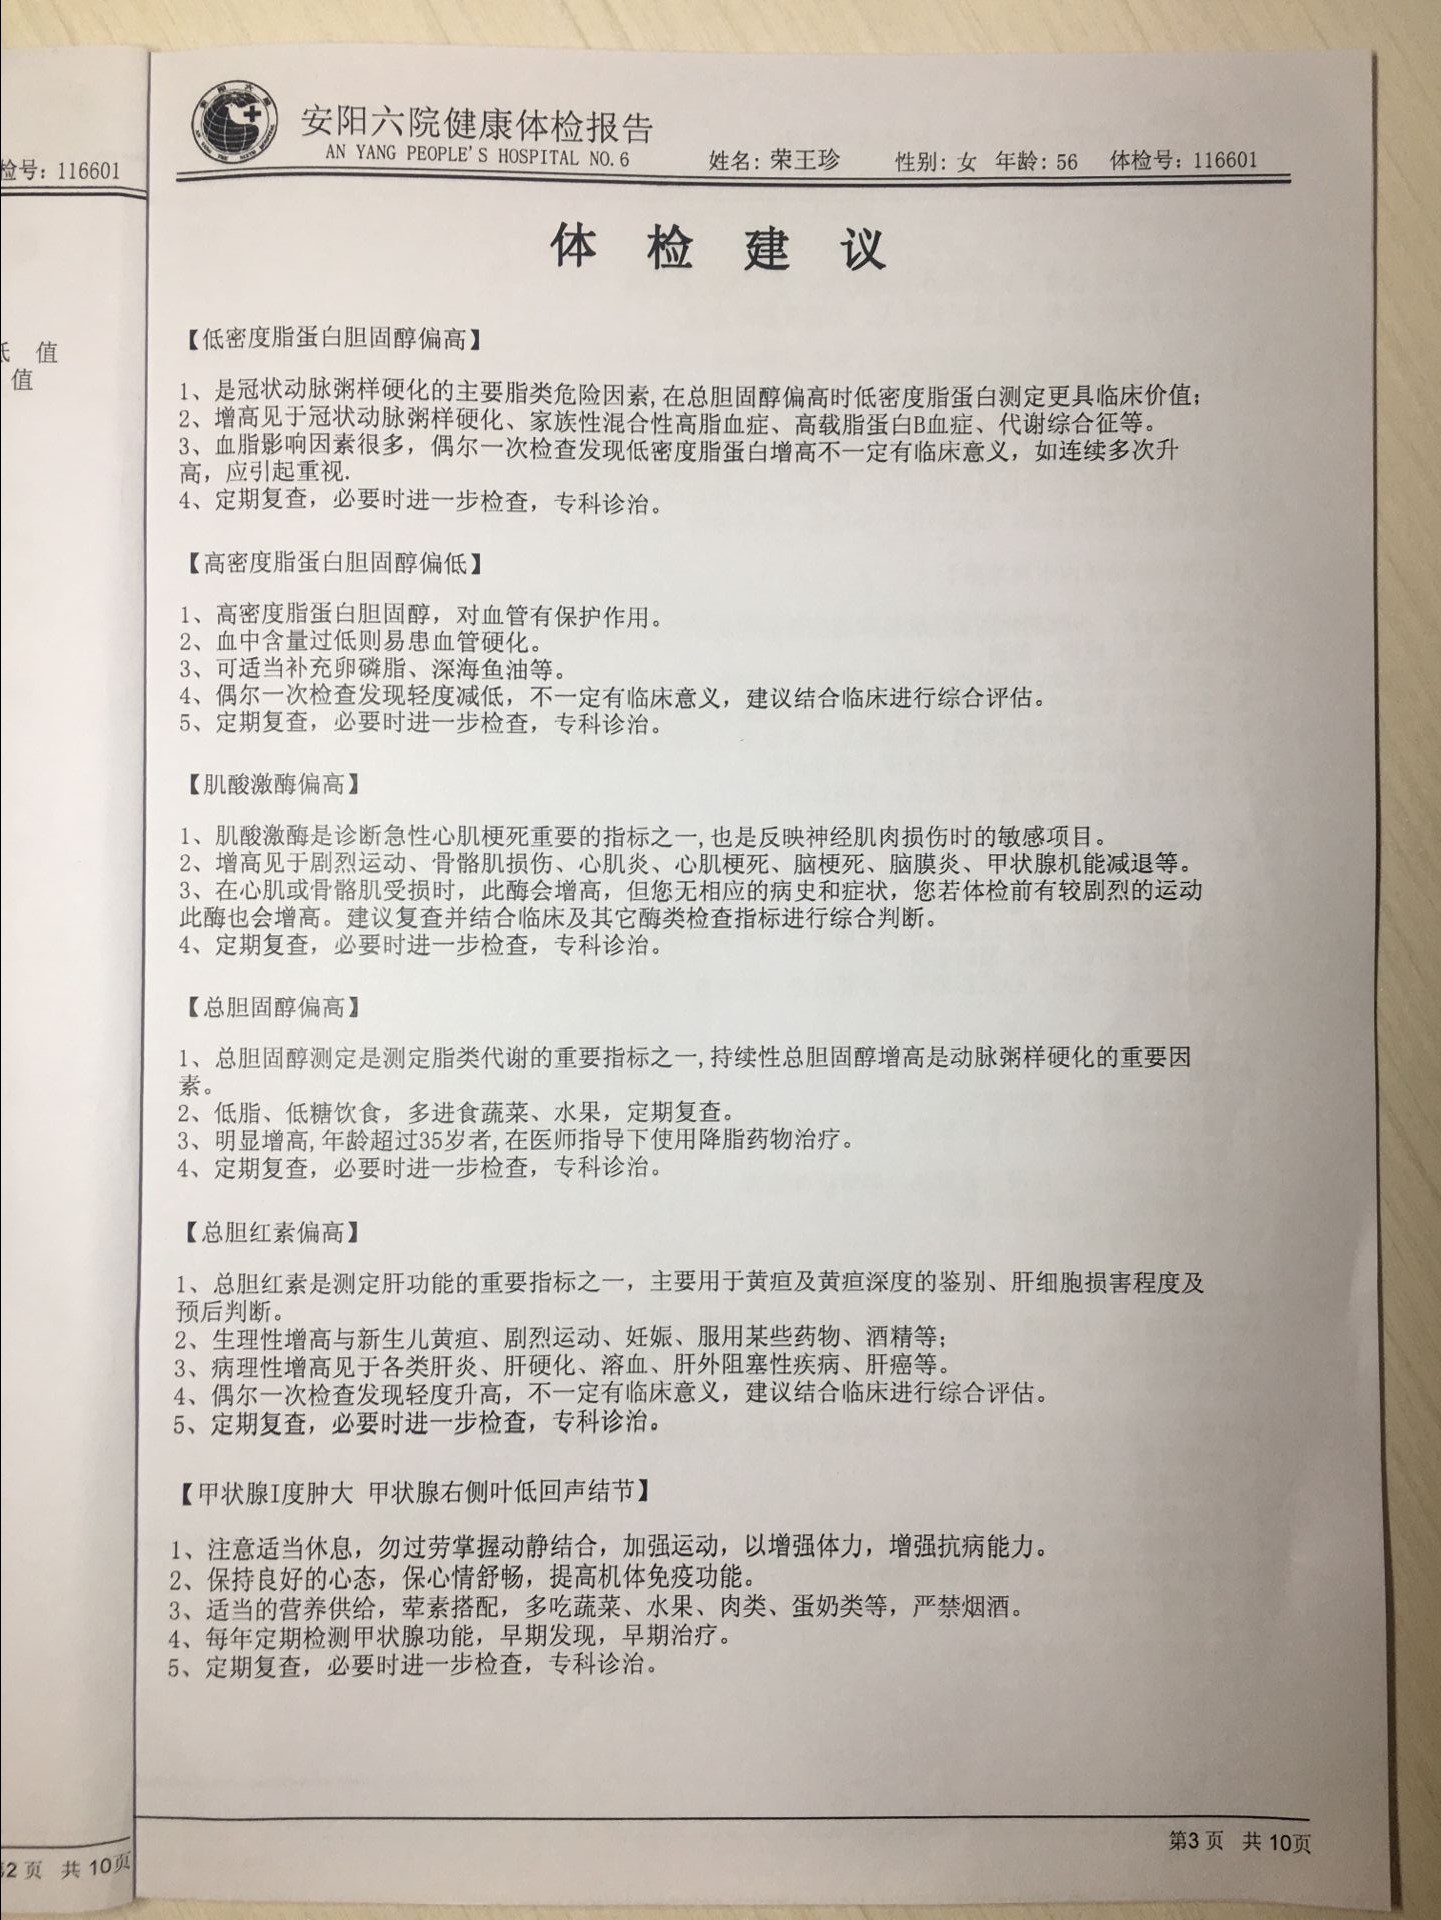 检号: 116601
值
值
第2页 共10页
安阳六院健康体检报告
AN YANG PEOPLE'S HOSPITAL NO.6
姓名: 荣王珍 性别: 女 年龄: 56 体检号: 116601
体 检 建 议
【低密度脂蛋白胆固醇偏高】
1、是冠状动脉粥样硬化的主要脂类危险因素,在总胆固醇偏高时低密度脂蛋白测定更具临床价值;
2、增高见于冠状动脉粥样硬化、家族性混合性高脂血症、高载脂蛋白B血症、代谢综合征等。
3、血脂影响因素很多，偶尔一次检查发现低密度脂蛋白增高不一定有临床意义，如连续多次升
高，应引起重视.
4、定期复查，必要时进一步检查，专科诊治。
【高密度脂蛋白胆固醇偏低】
1、高密度脂蛋白胆固醇，对血管有保护作用。
2、血中含量过低则易患血管硬化。
3、可适当补充卵磷脂、深海鱼油等。
4、偶尔一次检查发现轻度减低，不一定有临床意义，建议结合临床进行综合评估。
5、定期复查，必要时进一步检查，专科诊治。
【肌酸激酶偏高】
1、肌酸激酶是诊断急性心肌梗死重要的指标之一,也是反映神经肌肉损伤时的敏感项目。
2、增高见于剧烈运动、骨骼肌损伤、心肌炎、心肌梗死、脑梗死、脑膜炎、甲状腺机能减退等。
3、在心肌或骨骼肌受损时，此酶会增高，但您无相应的病史和症状，您若体检前有较剧烈的运动
此酶也会增高。建议复查并结合临床及其它酶类检查指标进行综合判断。
4、定期复查，必要时进一步检查，专科诊治。
【总胆固醇偏高】
1、总胆固醇测定是测定脂类代谢的重要指标之一,持续性总胆固醇增高是动脉粥样硬化的重要因
素。
2、低脂、低糖饮食，多进食蔬菜、水果，定期复查。
3、明显增高,年龄超过35岁者,在医师指导下使用降脂药物治疗。
4、定期复查，必要时进一步检查，专科诊治。
【总胆红素偏高】
1、总胆红素是测定肝功能的重要指标之一，主要用于黄疸及黄疸深度的鉴别、肝细胞损害程度及
预后判断。
2、生理性增高与新生儿黄疸、剧烈运动、妊娠、服用某些药物、酒精等;
3、病理性增高见于各类肝炎、肝硬化、溶血、肝外阻塞性疾病、肝癌等。
4、偶尔一次检查发现轻度升高，不一定有临床意义，建议结合临床进行综合评估。
5、定期复查，必要时进一步检查，专科诊治。
【甲状腺I度肿大 甲状腺右侧叶低回声结节】
1、注意适当休息，勿过劳掌握动静结合，加强运动，以增强体力，增强抗病能力。
2、保持良好的心态，保心情舒畅，提高机体免疫功能。
3、适当的营养供给，荤素搭配，多吃蔬菜、水果、肉类、蛋奶类等，严禁烟酒。
4、每年定期检测甲状腺功能，早期发现，早期治疗。
5、定期复查，必要时进一步检查，专科诊治。
第3页 共10页